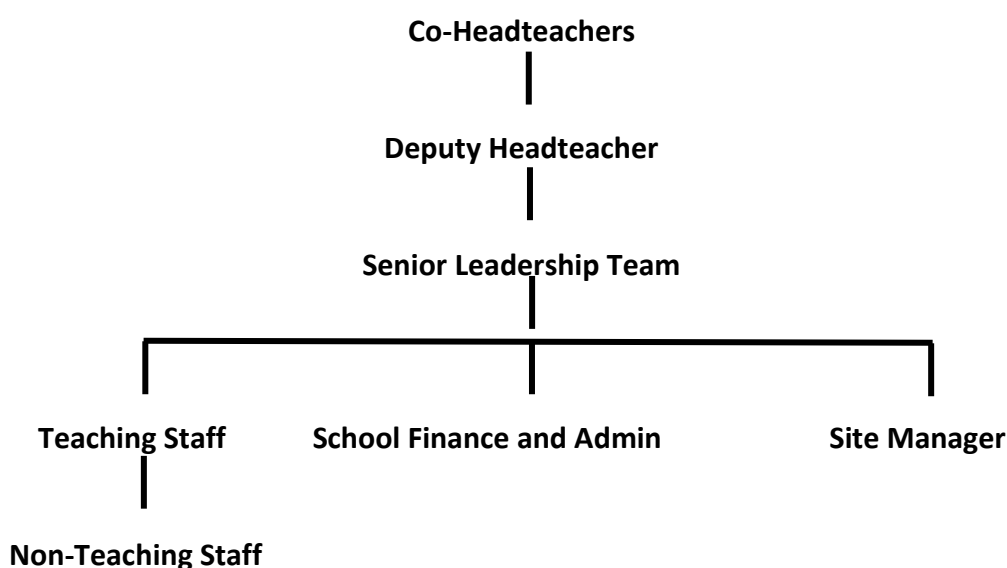 Co-Headteachers
Deputy Headteacher
Senior Leadership Team
Teaching Staff
School Finance and Admin
Site Manager
Non-Teaching Staff